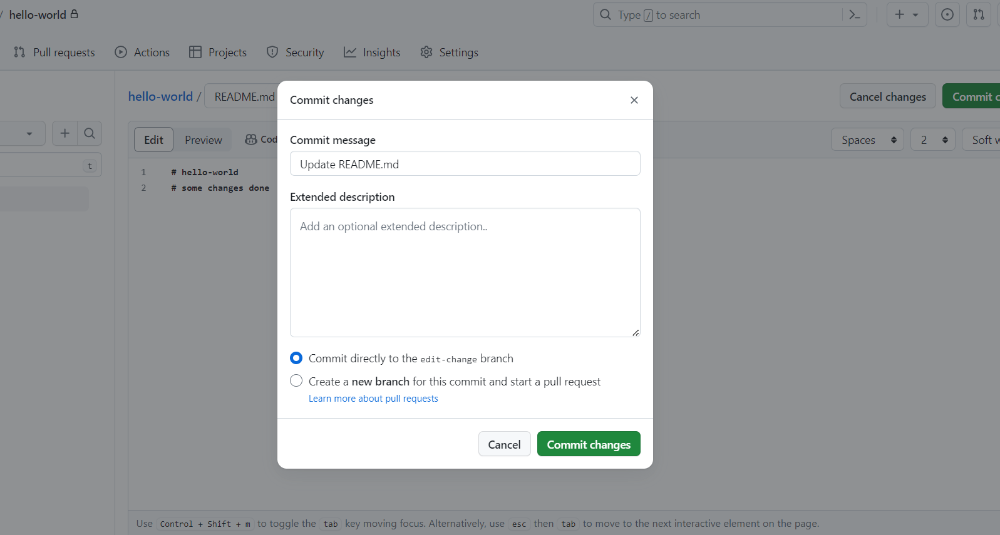 / hello-world
Type / to search
Pull requests
Actions
Projects
Security
Insights
Settings
hello-world /
README.md
Cancel changes
Commit c
t
Edit
Preview
Cod
Spaces
2
Soft w
1 # hello-world
2 # some changes done
Commit changes
Commit message
Update README.md
Extended description
Add an optional extended description..
Commit directly to the edit-change branch
Create a new branch for this commit and start a pull request
Learn more about pull requests
Cancel
Commit changes
Use Control + Shift + m to toggle the tab key moving focus. Alternatively, use esc then tab to move to the next interactive element on the page.